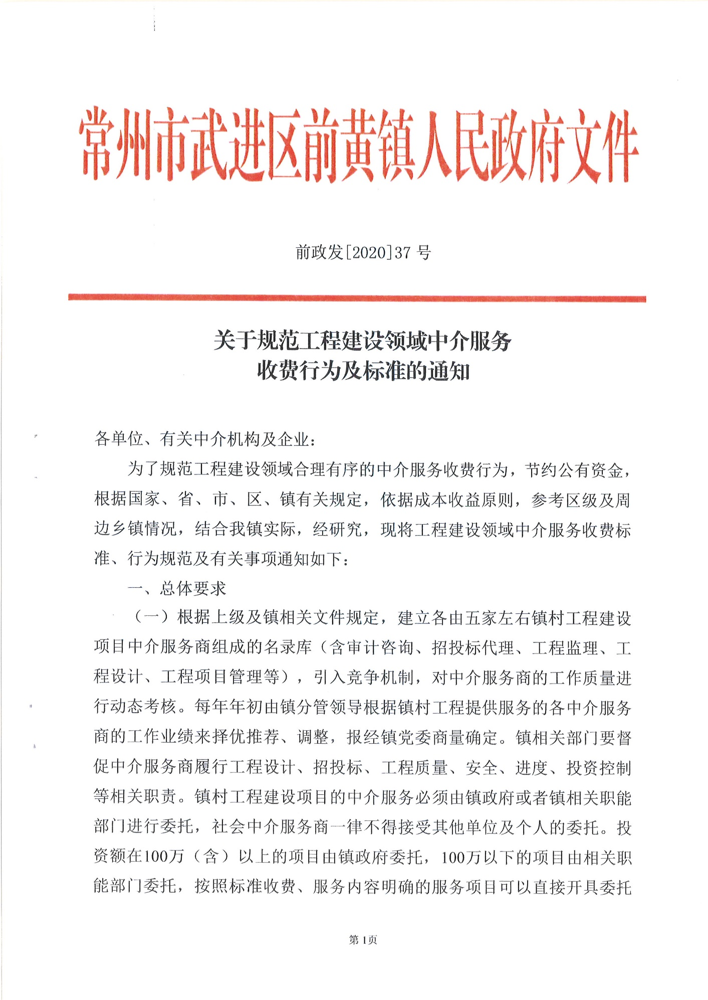 常州市武进区前黄镇人民政府文件
前政发[2020]37 号
关于规范工程建设领域中介服务
收费行为及标准的通知
各单位、有关中介机构及企业：
为了规范工程建设领域合理有序的中介服务收费行为，节约公有资金，
根据国家、省、市、区、镇有关规定，依据成本收益原则，参考区级及周
边乡镇情况，结合我镇实际，经研究，现将工程建设领域中介服务收费标
准、行为规范及有关事项通知如下：
一、总体要求
（一）根据上级及镇相关文件规定，建立各由五家左右镇村工程建设
项目中介服务商组成的名录库（含审计咨询、招投标代理、工程监理、工
程设计、工程项目管理等），引入竞争机制，对中介服务商的工作质量进
行动态考核。每年年初由镇分管领导根据镇村工程提供服务的各中介服务
商的工作业绩来择优推荐、调整，报经镇党委商量确定。镇相关部门要督
促中介服务商履行工程设计、招投标、工程质量、安全、进度、投资控制
等相关职责。镇村工程建设项目的中介服务必须由镇政府或者镇相关职能
部门进行委托，社会中介服务商一律不得接受其他单位及个人的委托。投
资额在100万（含）以上的项目由镇政府委托，100万以下的项目由相关职
能部门委托，按照标准收费、服务内容明确的服务项目可以直接开具委托
第 1页